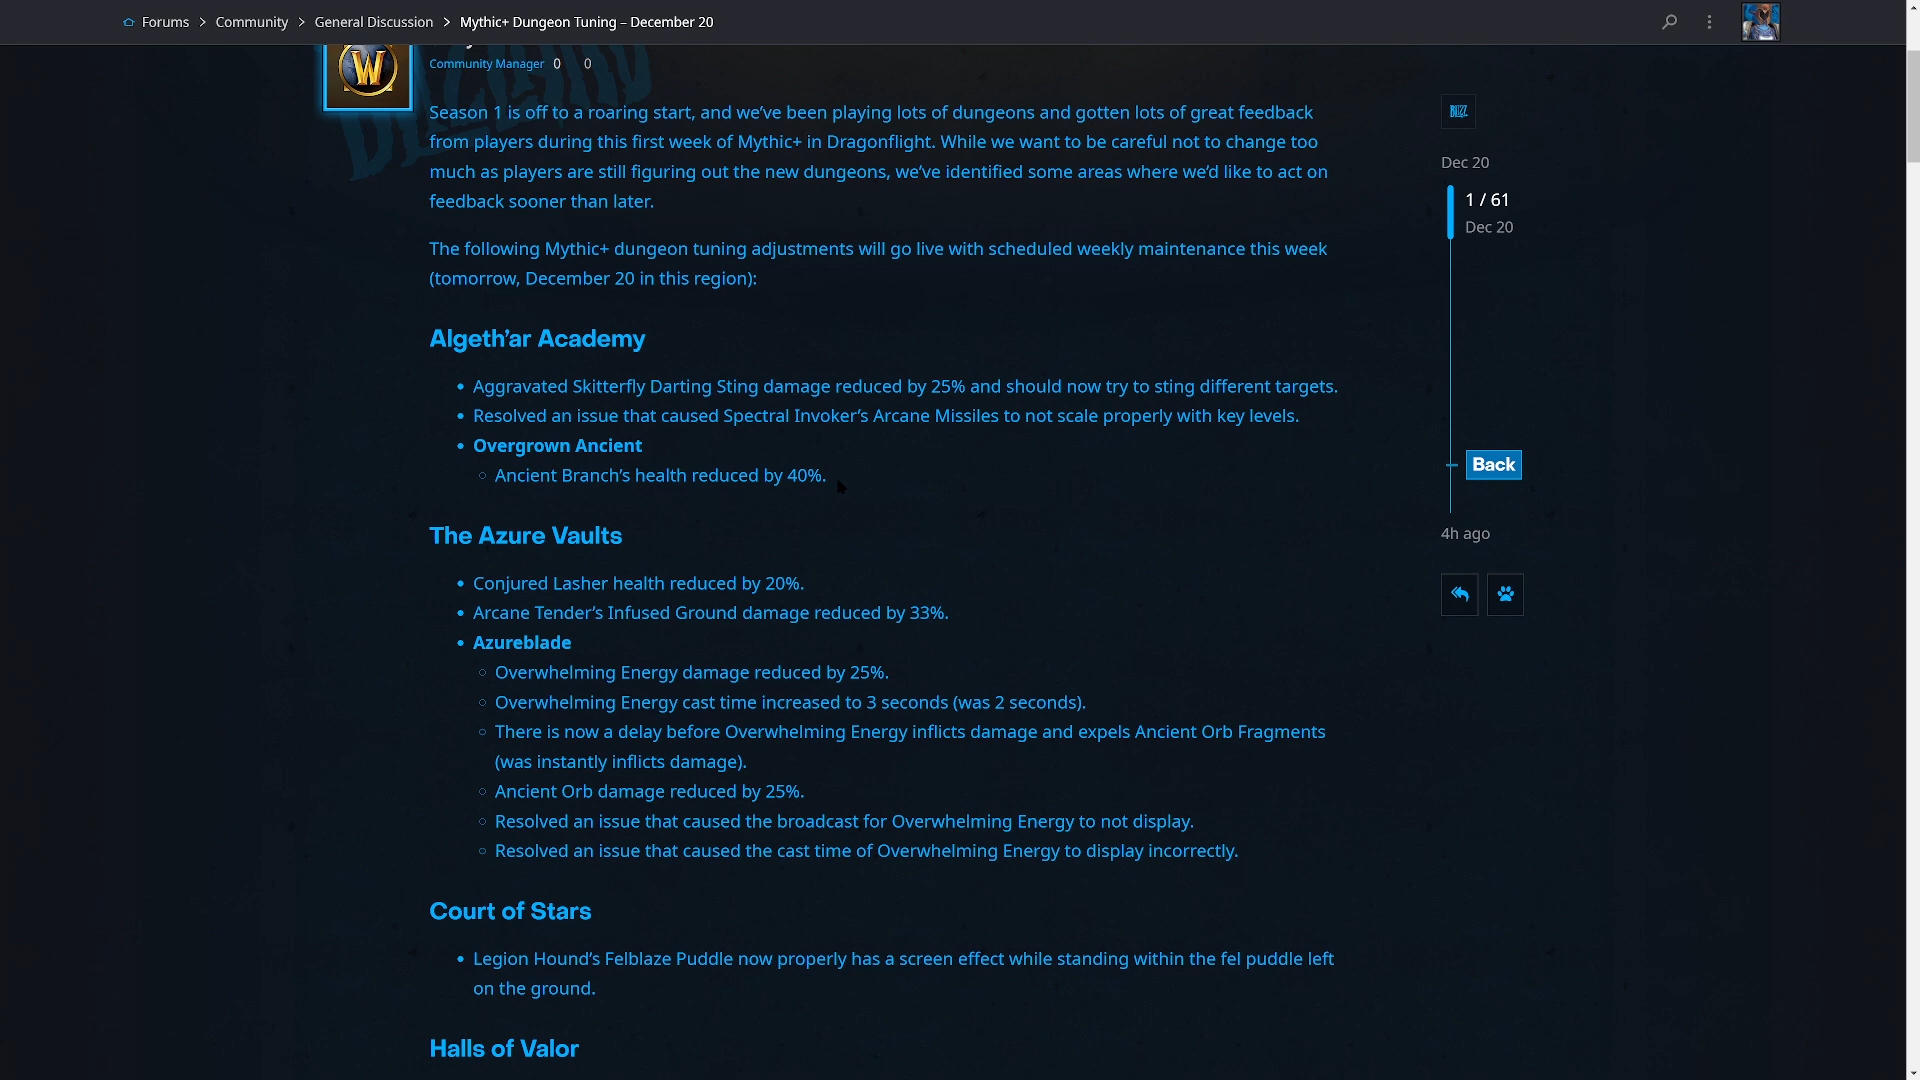 Forums > Community > General Discussion > Mythic+ Dungeon Tuning – December 20
Community Manager 0 0
Season 1 is off to a roaring start, and we've been playing lots of dungeons and gotten lots of great feedback
from players during this first week of Mythic+ in Dragonflight. While we want to be careful not to change too
much as players are still figuring out the new dungeons, we've identified some areas where we'd like to act on
feedback sooner than later.
The following Mythic+ dungeon tuning adjustments will go live with scheduled weekly maintenance this week
(tomorrow, December 20 in this region):
Algeth'ar Academy
• Aggravated Skitterfly Darting Sting damage reduced by 25% and should now try to sting different targets.
• Resolved an issue that caused Spectral Invoker's Arcane Missiles to not scale properly with key levels.
• Overgrown Ancient
○ Ancient Branch's health reduced by 40%.
The Azure Vaults
• Conjured Lasher health reduced by 20%.
• Arcane Tender's Infused Ground damage reduced by 33%.
• Azureblade
○ Overwhelming Energy damage reduced by 25%.
○ Overwhelming Energy cast time increased to 3 seconds (was 2 seconds).
○ There is now a delay before Overwhelming Energy inflicts damage and expels Ancient Orb Fragments
(was instantly inflicts damage).
○ Ancient Orb damage reduced by 25%.
○ Resolved an issue that caused the broadcast for Overwhelming Energy to not display.
○ Resolved an issue that caused the cast time of Overwhelming Energy to display incorrectly.
Court of Stars
• Legion Hound's Felblaze Puddle now properly has a screen effect while standing within the fel puddle left
on the ground.
Halls of Valor
BLIZZ
Dec 20
1 / 61
Dec 20
Back
4h ago